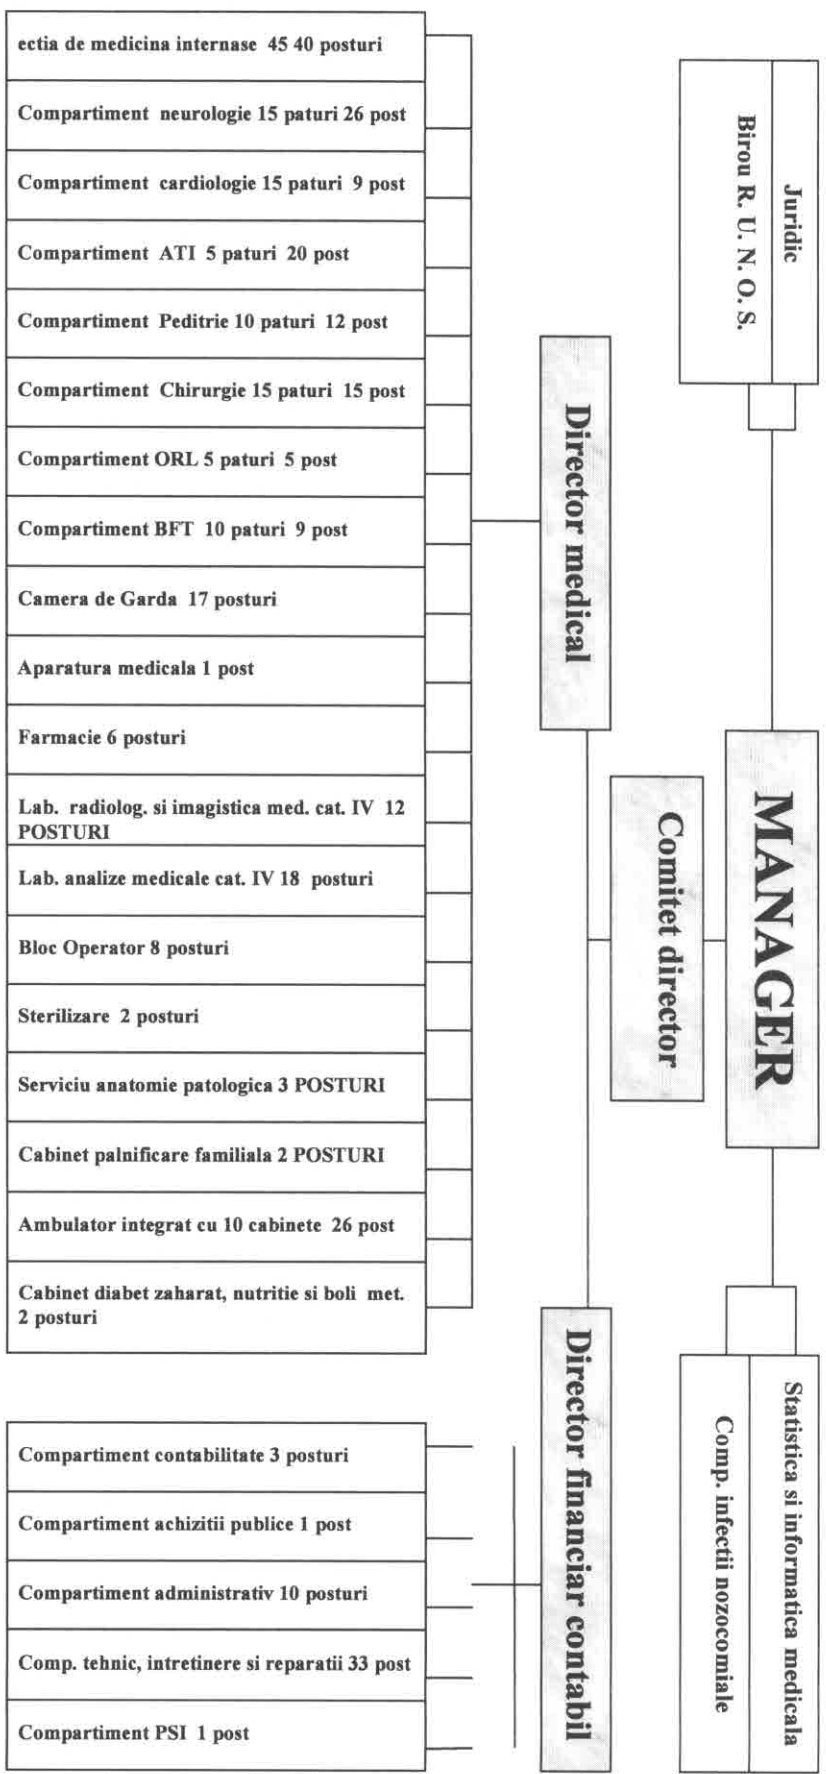 MANAGER
Comitet director
Juridic
Birou R. U. N. O. S.
Statistica si informatica medicala
Comp. infectii nozocomiale
Director medical
Director financiar contabil
ectia de medicina internase 45 40 posturi
Compartiment neurologie 15 paturi 26 post
Compartiment cardiologie 15 paturi 9 post
Compartiment ATI 5 paturi 20 post
Compartiment Peditrie 10 paturi 12 post
Compartiment Chirurgie 15 paturi 15 post
Compartiment ORL 5 paturi 5 post
Compartiment BFT 10 paturi 9 post
Camera de Garda 17 posturi
Aparatura medicala 1 post
Farmacie 6 posturi
Lab. radiolog. si imagistica med. cat. IV 12
POSTURI
Lab. analize medicale cat. IV 18 posturi
Bloc Operator 8 posturi
Sterilizare 2 posturi
Serviciu anatomie patologica 3 POSTURI
Cabinet palnificare familiala 2 POSTURI
Ambulator integrat cu 10 cabinete 26 post
Cabinet diabet zaharat, nutritie si boli met.
2 posturi
Compartiment contabilitate 3 posturi
Compartiment achizitii publice 1 post
Compartiment administrativ 10 posturi
Comp. tehnic, intretinere si reparatii 33 post
Compartiment PSI 1 post